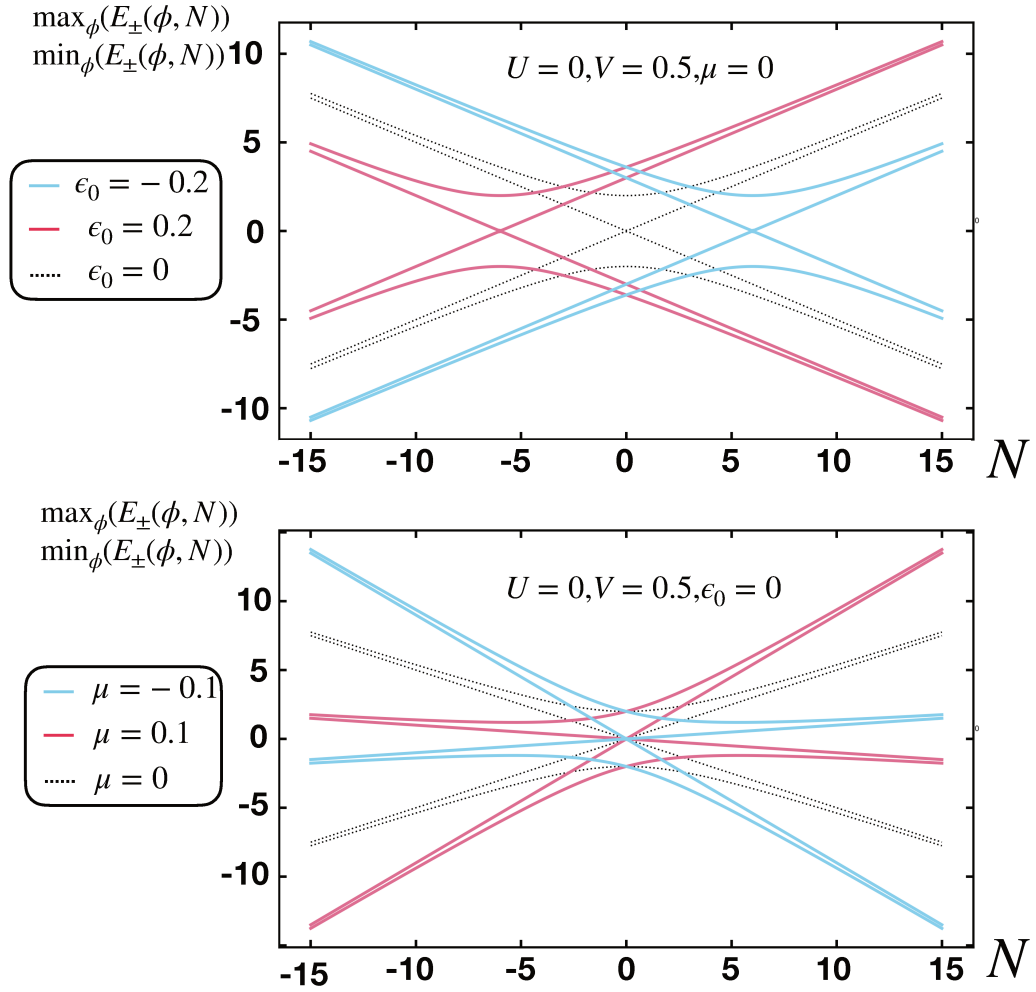 max_ϕ(E_±(ϕ, N))
min_ϕ(E_±(ϕ, N))
10
5
0
-5
-10
U = 0,V = 0.5,μ = 0
ϵ_0 = − 0.2
ϵ_0 = 0.2
ϵ_0 = 0
0
-15 -10 -5 0 5 10 15 N
max_ϕ(E_±(ϕ, N))
min_ϕ(E_±(ϕ, N))
10
5
0
-5
-10
U = 0,V = 0.5,ϵ_0 = 0
μ = − 0.1
μ = 0.1
μ = 0
0
-15 -10 -5 0 5 10 15 N